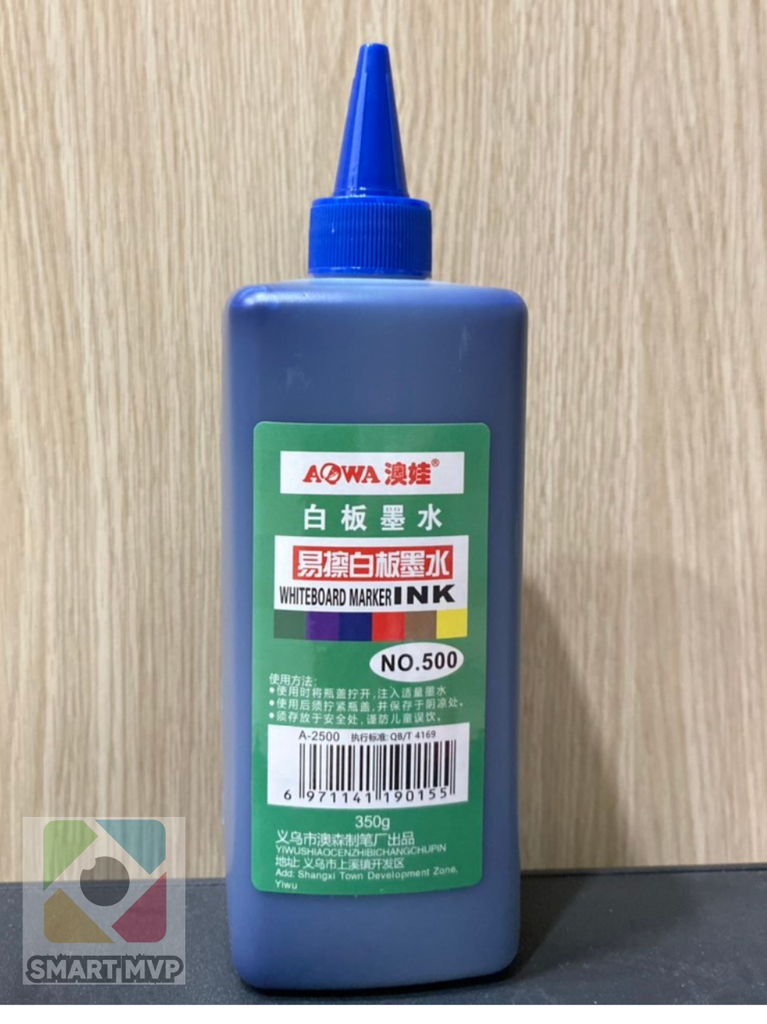 AOWA 澳娃®
白板墨水
易擦白板墨水
WHITEBOARD MARKER INK
NO.500
使用方法:
•使用时将瓶盖拧开,注入适量墨水
•使用后须拧紧瓶盖,并保存于阴凉处。
•须存放于安全处,谨防儿童误饮。
A-2500 执行标准:QB/T 4169
6 971141 190155
350g
义乌市澳森制笔厂出品
YIWUSHIAOCENZHIBICHANGCHUPIN
地址:义乌市上溪镇开发区
Add: Shangxi Town Development Zone,
Yiwu
SMART MVP